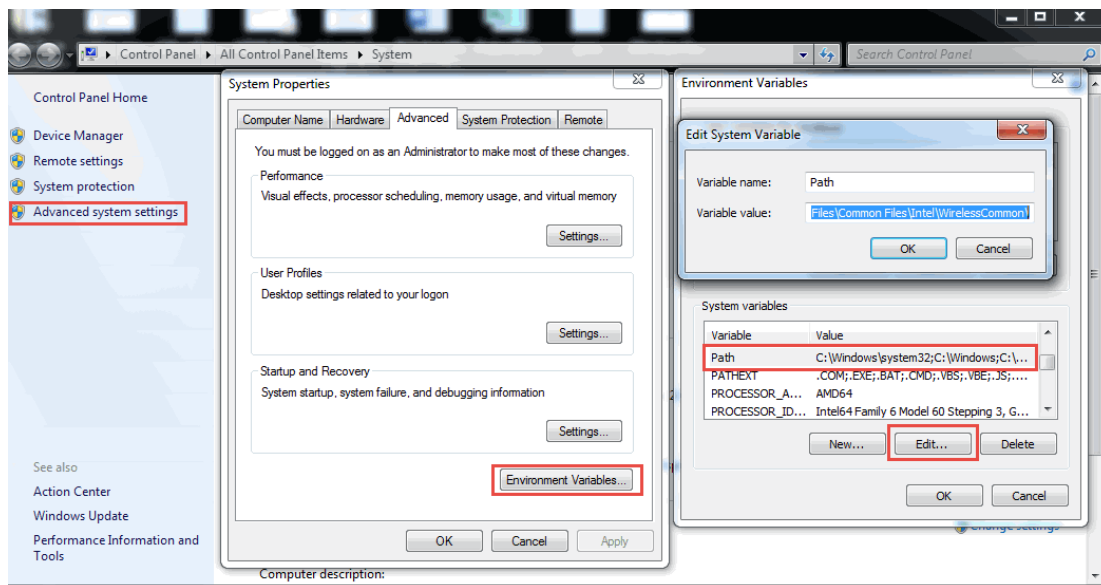 Control Panel All Control Panel Items System
Search Control Panel
Control Panel Home
Device Manager
Remote settings
System protection
Advanced system settings
See also
Action Center
Windows Update
Performance Information and
Tools
System Properties
Computer Name Hardware Advanced System Protection Remote
You must be logged on as an Administrator to make most of these changes.
Performance
Visual effects, processor scheduling, memory usage, and virtual memory
Settings...
User Profiles
Desktop settings related to your logon
Settings...
Startup and Recovery
System startup, system failure, and debugging information
Settings...
Environment Variables...
OK Cancel Apply
Computer description:
Environment Variables
Edit System Variable
Variable name: Path
Variable value: Files\Common Files\Intel\WirelessCommon\
OK Cancel
System variables
Variable Value
Path C:\Windows\system32;C:\Windows;C:\...
PATHEXT .COM;.EXE;.BAT;.CMD;.VBS;.VBE;.JS;....
PROCESSOR_A... AMD64
PROCESSOR_ID... Intel64 Family 6 Model 60 Stepping 3, G...
New... Edit... Delete
OK Cancel
Change settings